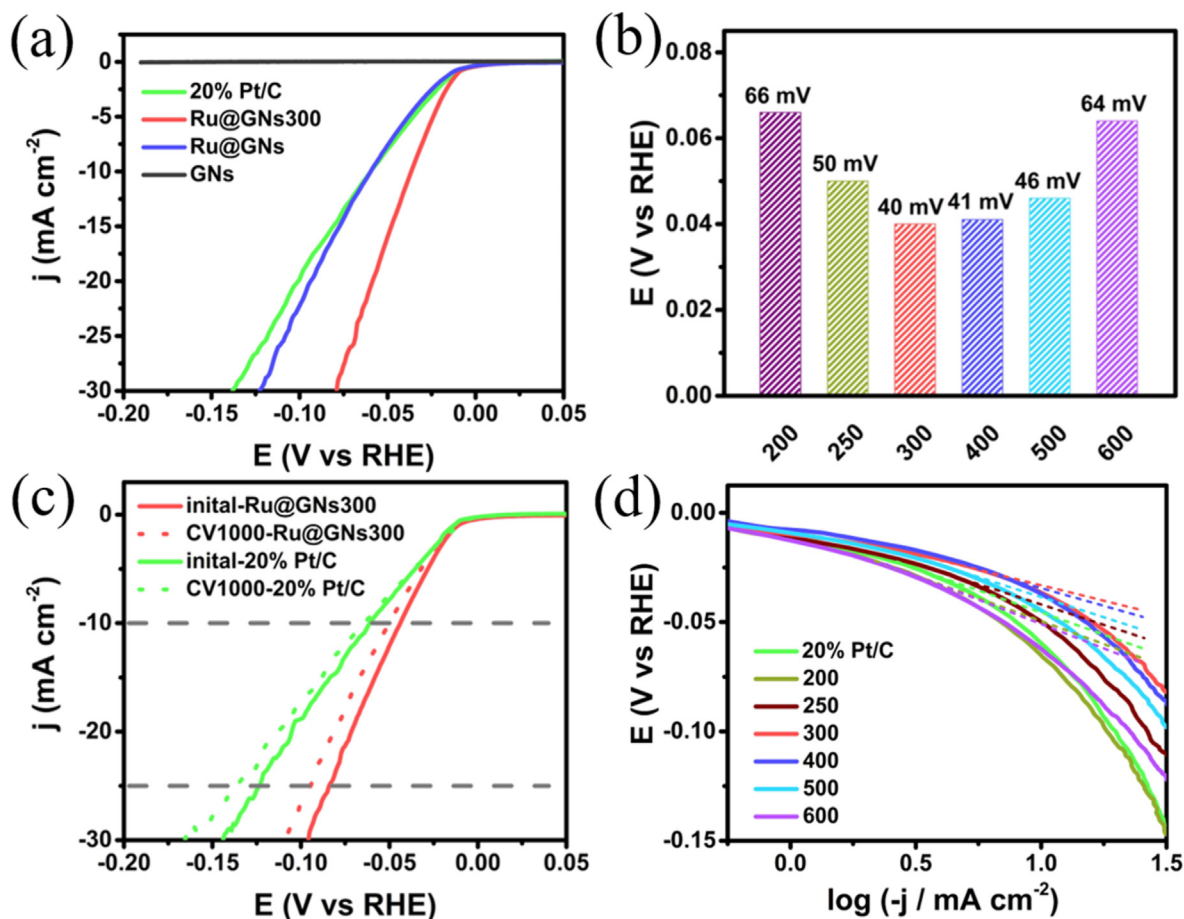 (a)
0
-5
-10
-15
-20
-25
-30
j (mA cm-2)
20% Pt/C
Ru@GNs300
Ru@GNs
GNs
-0.20 -0.15 -0.10 -0.05 0.00 0.05
E (V vs RHE)
(b)
0.08
0.06
0.04
0.02
0.00
E (V vs RHE)
66 mV
50 mV
40 mV
41 mV
46 mV
64 mV
200 250 300 400 500 600
(c)
0
-5
-10
-15
-20
-25
-30
j (mA cm-2)
inital-Ru@GNs300
CV1000-Ru@GNs300
inital-20% Pt/C
CV1000-20% Pt/C
-0.20 -0.15 -0.10 -0.05 0.00 0.05
E (V vs RHE)
(d)
0.00
-0.05
-0.10
-0.15
E (V vs RHE)
20% Pt/C
200
250
300
400
500
600
0.0 0.5 1.0 1.5
log (-j / mA cm-2)